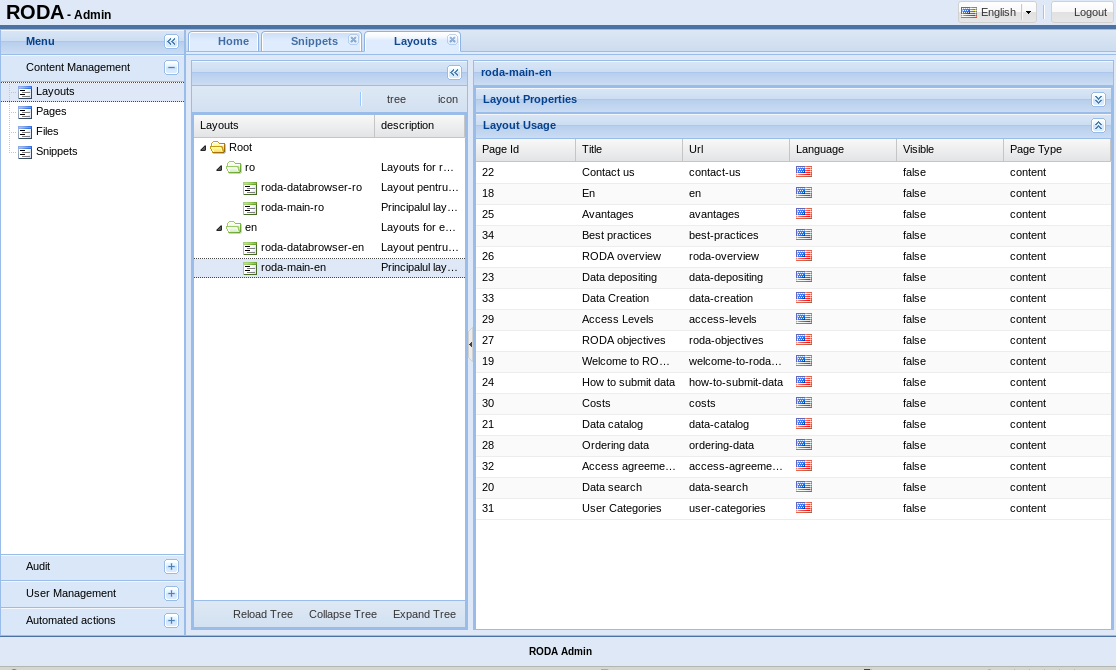 RODA - Admin English Logout
Menu Home Snippets Layouts
Content Management
Layouts
Pages
Files
Snippets
Audit
User Management
Automated actions
tree icon
Layouts description
Root
ro Layouts for r…
roda-databrowser-ro Layout pentru…
roda-main-ro Principalul lay…
en Layouts for e…
roda-databrowser-en Layout pentru…
roda-main-en Principalul lay…
Reload Tree Collapse Tree Expand Tree
roda-main-en
Layout Properties
Layout Usage
Page Id Title Url Language Visible Page Type
22 Contact us contact-us false content
18 En en false content
25 Avantages avantages false content
34 Best practices best-practices false content
26 RODA overview roda-overview false content
23 Data depositing data-depositing false content
33 Data Creation data-creation false content
29 Access Levels access-levels false content
27 RODA objectives roda-objectives false content
19 Welcome to RO… welcome-to-roda… false content
24 How to submit data how-to-submit-data false content
30 Costs costs false content
21 Data catalog data-catalog false content
28 Ordering data ordering-data false content
32 Access agreeme… access-agreeme… false content
20 Data search data-search false content
31 User Categories user-categories false content
RODA Admin